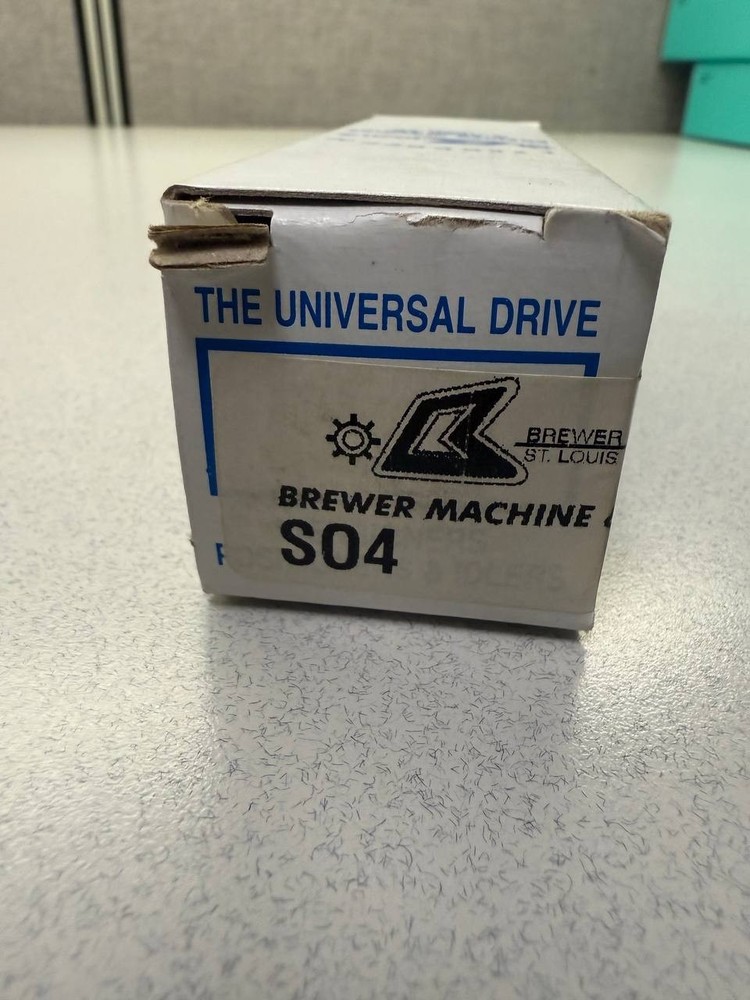 THE UNIVERSAL DRIVE
BREWER
ST. LOUIS
BREWER MACHINE &
S04